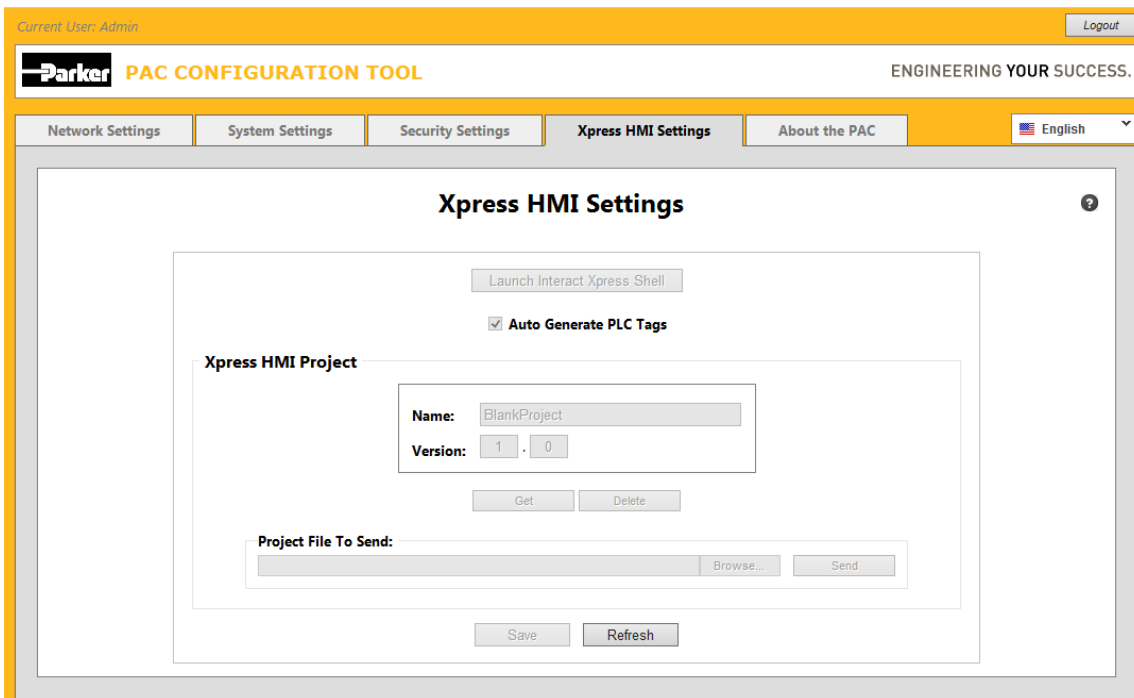 Current User: Admin
Logout
Parker
PAC CONFIGURATION TOOL
ENGINEERING YOUR SUCCESS.
Network Settings
System Settings
Security Settings
Xpress HMI Settings
About the PAC
English
Xpress HMI Settings
?
Launch Interact Xpress Shell
Auto Generate PLC Tags
Xpress HMI Project
Name: BlankProject
Version: 1 . 0
Get Delete
Project File To Send:
Browse... Send
Save Refresh